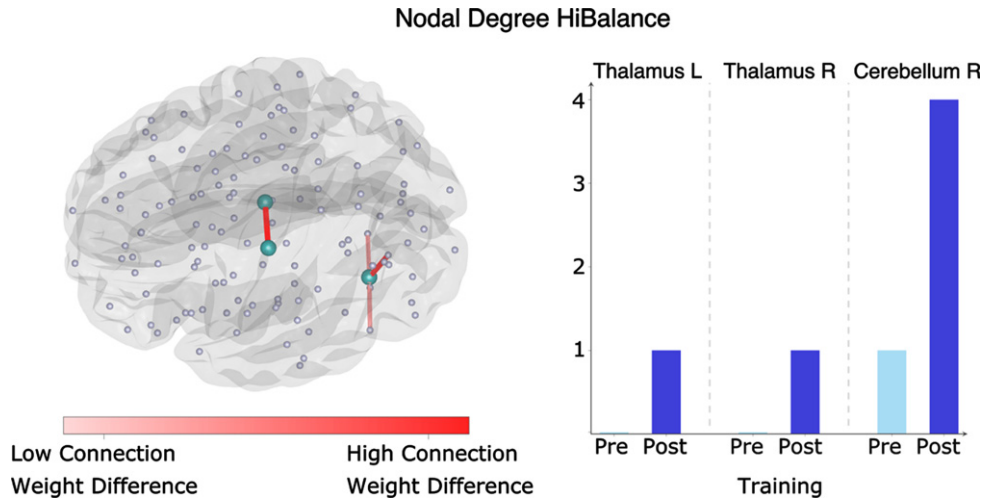 Nodal Degree HiBalance
Thalamus L Thalamus R Cerebellum R
4
3
2
1
Pre Post Pre Post Pre Post
Training
Low Connection
Weight Difference
High Connection
Weight Difference